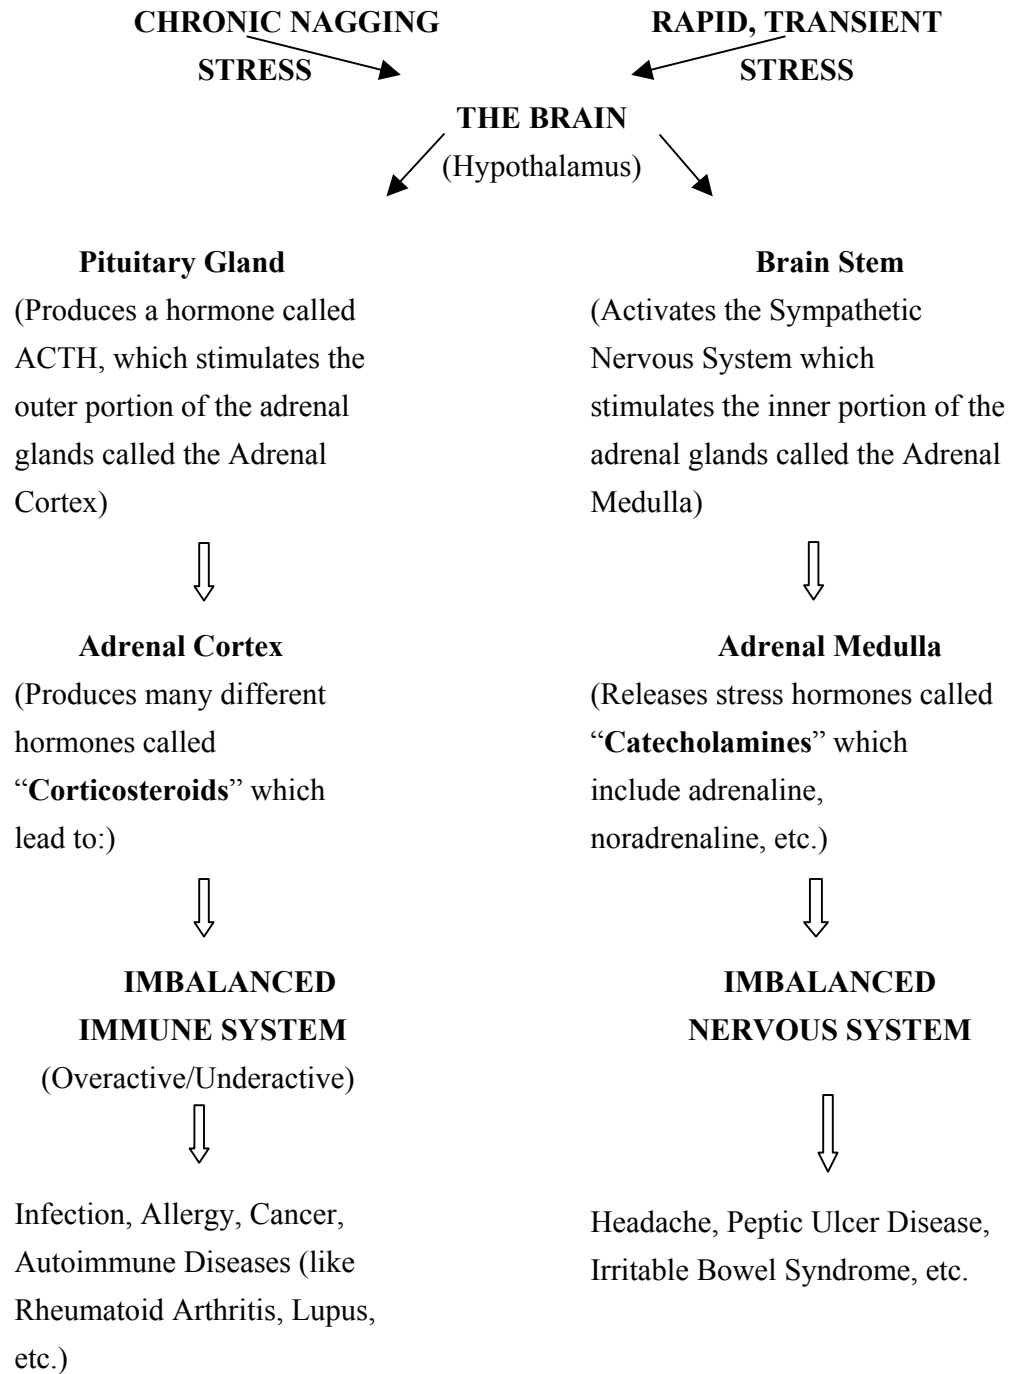 CHRONIC NAGGING
STRESS
RAPID, TRANSIENT
STRESS
THE BRAIN
(Hypothalamus)
Pituitary Gland
(Produces a hormone called
ACTH, which stimulates the
outer portion of the adrenal
glands called the Adrenal
Cortex)
Adrenal Cortex
(Produces many different
hormones called
“Corticosteroids” which
lead to:)
IMBALANCED
IMMUNE SYSTEM
(Overactive/Underactive)
Infection, Allergy, Cancer,
Autoimmune Diseases (like
Rheumatoid Arthritis, Lupus,
etc.)
Brain Stem
(Activates the Sympathetic
Nervous System which
stimulates the inner portion of the
adrenal glands called the Adrenal
Medulla)
Adrenal Medulla
(Releases stress hormones called
“Catecholamines” which
include adrenaline,
noradrenaline, etc.)
IMBALANCED
NERVOUS SYSTEM
Headache, Peptic Ulcer Disease,
Irritable Bowel Syndrome, etc.